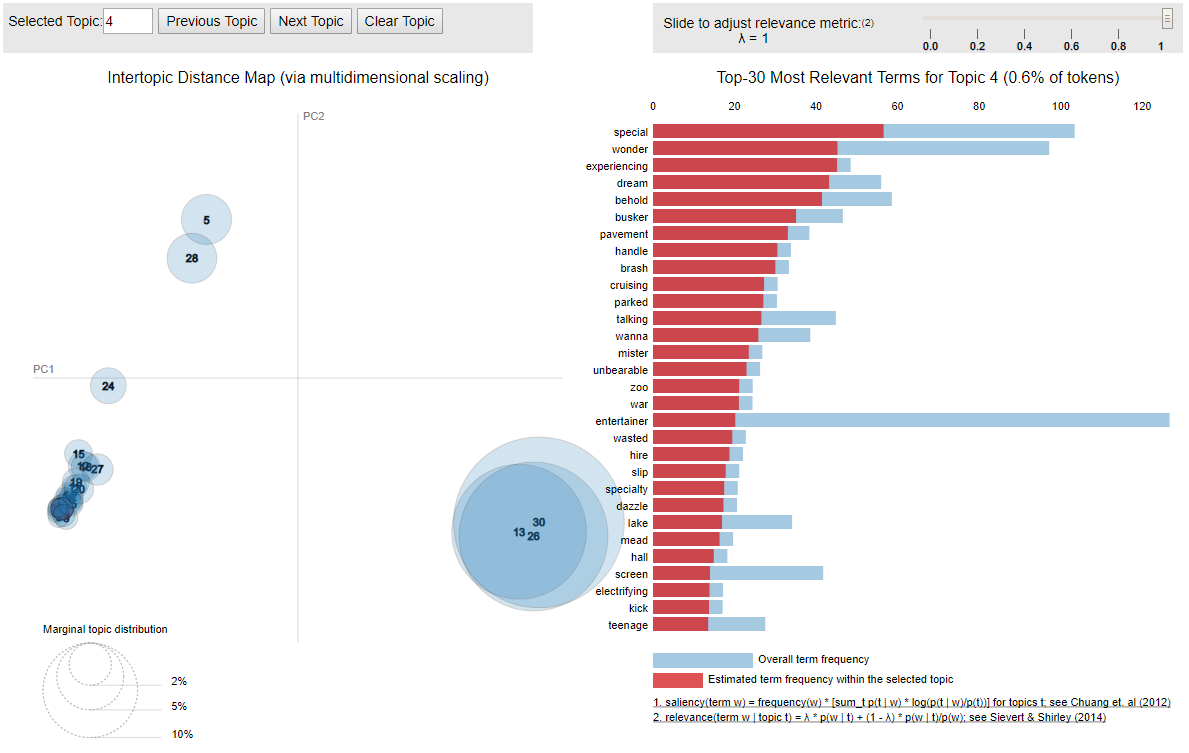 Selected Topic: 4 Previous Topic Next Topic Clear Topic
Slide to adjust relevance metric:(2)
λ = 1
0.0 0.2 0.4 0.6 0.8 1
Intertopic Distance Map (via multidimensional scaling)
PC2
PC1
5
28
24
15
27
18
20
3
30
13
26
Marginal topic distribution
2%
5%
10%
Top-30 Most Relevant Terms for Topic 4 (0.6% of tokens)
0 20 40 60 80 100 120
special
wonder
experiencing
dream
behold
busker
pavement
handle
brash
cruising
parked
talking
wanna
mister
unbearable
zoo
war
entertainer
wasted
hire
slip
specialty
dazzle
lake
mead
hall
screen
electrifying
kick
teenage
Overall term frequency
Estimated term frequency within the selected topic
1. saliency(term w) = frequency(w) * [sum_t p(t | w) * log(p(t | w)/p(t))] for topics t; see Chuang et. al (2012)
2. relevance(term w | topic t) = λ * p(w | t) + (1 - λ) * p(w | t)/p(w); see Sievert & Shirley (2014)